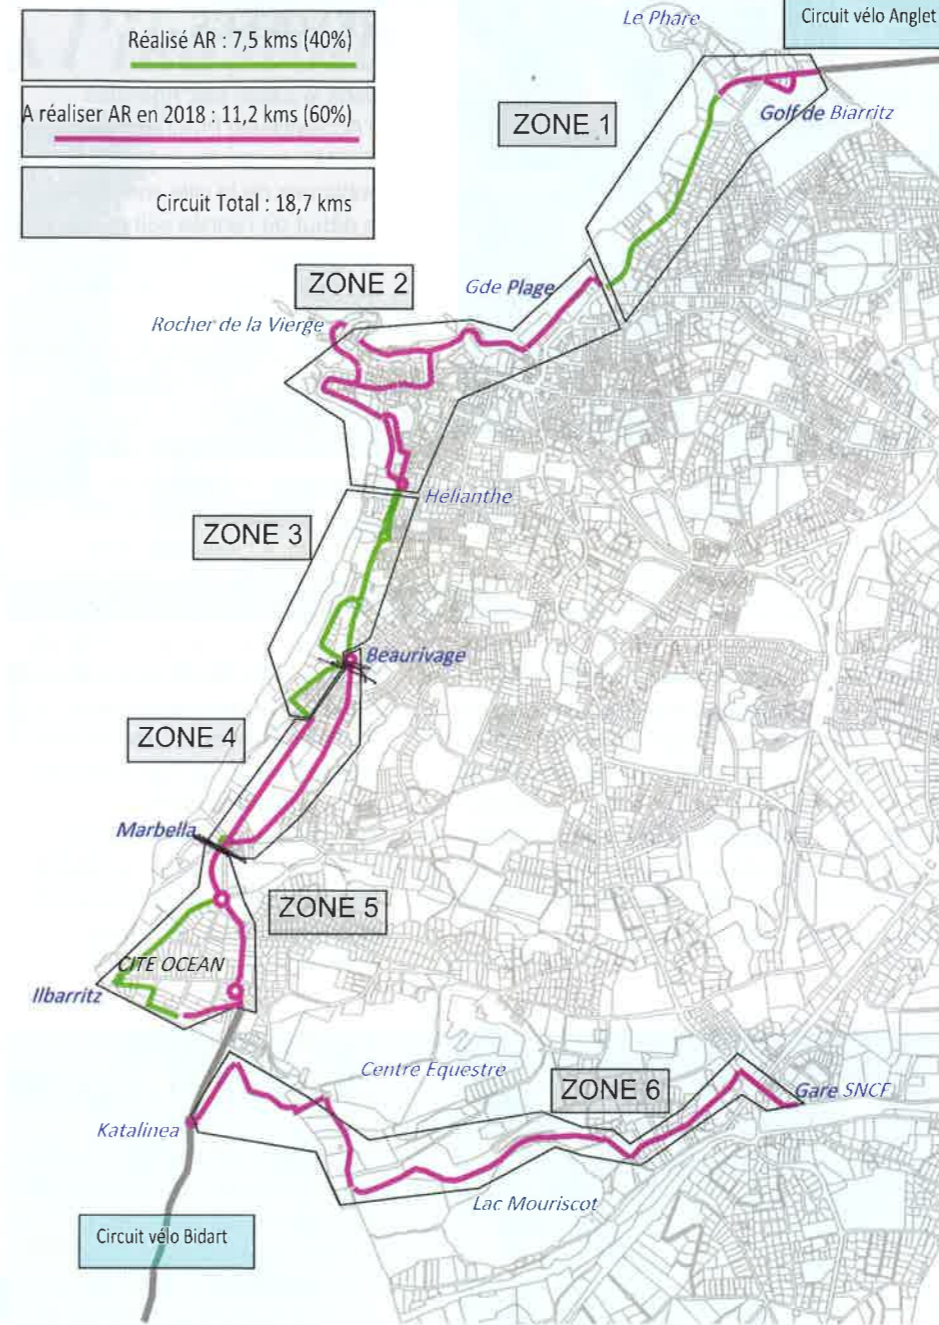 Réalisé AR : 7,5 kms (40%)
A réaliser AR en 2018 : 11,2 kms (60%)
Circuit Total : 18,7 kms
Le Phare
Circuit vélo Anglet
ZONE 1
Golf de Biarritz
ZONE 2
Gde Plage
Rocher de la Vierge
Hélianthe
ZONE 3
Beaurivage
ZONE 4
Marbella
ZONE 5
CITE OCEAN
Ilbarritz
Centre Equestre
ZONE 6
Gare SNCF
Katalinea
Lac Mouriscot
Circuit vélo Bidart